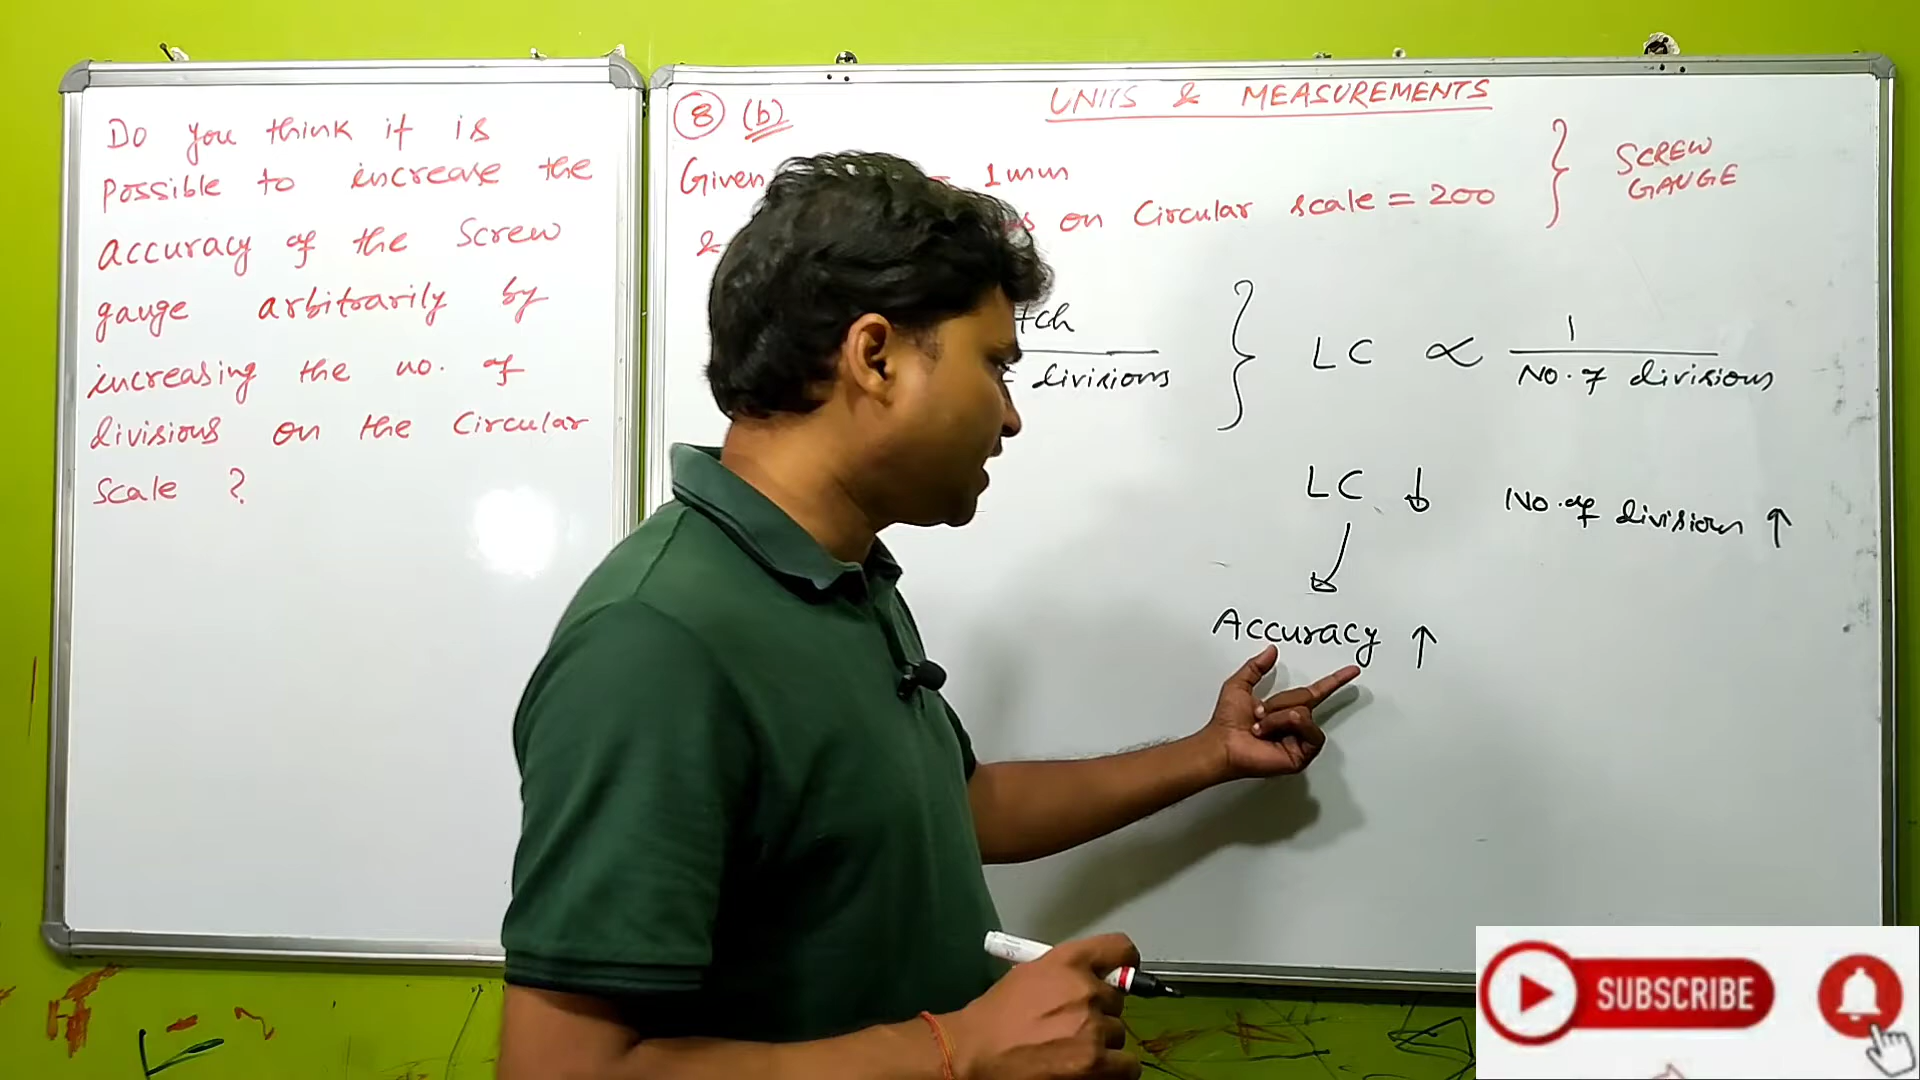 Do you think it is
possible to increase the
accuracy of the screw
gauge arbitrarily by
increasing the no. of
divisions on the circular
scale ?
UNITS & MEASUREMENTS
8 (b)
Given = 1mm
& on Circular scale = 200
} SCREW
GAUGE
divisions
} LC ∝ 1
No. of divisions
LC ↓ No. of divisions ↑
Accuracy ↑
SUBSCRIBE